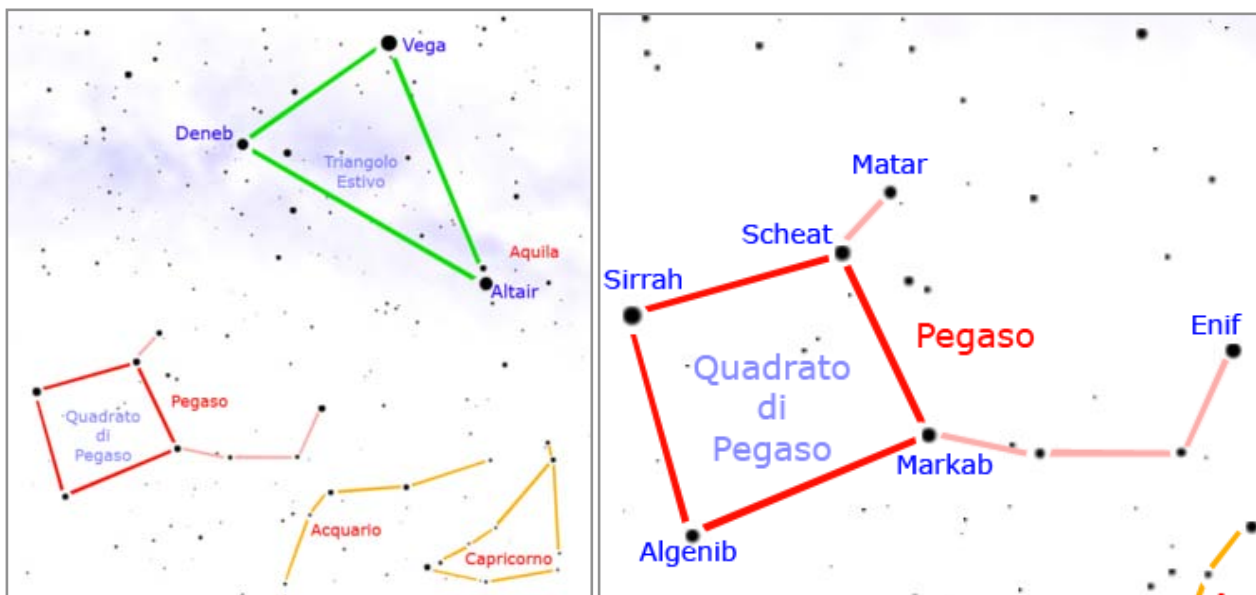 Vega
Deneb
Triangolo
Estivo
Aquila
Altair
Pegaso
Quadrato
di
Pegaso
Acquario
Capricorno
Matar
Scheat
Sirrah
Enif
Pegaso
Quadrato
di
Pegaso
Markab
Algenib